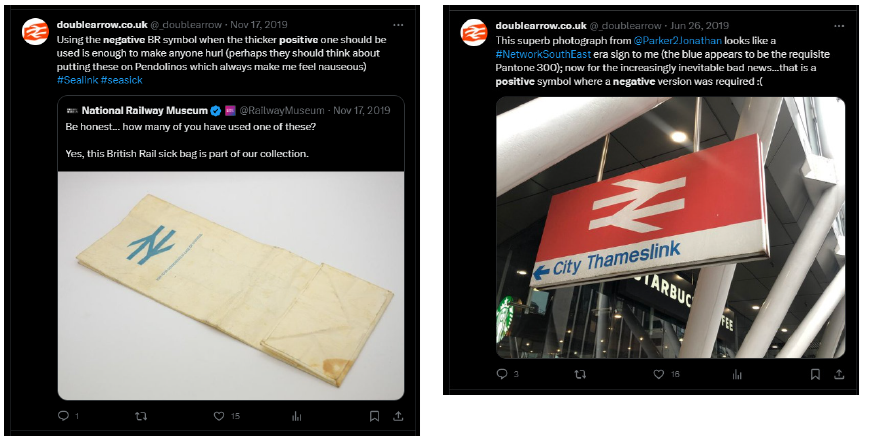 doublearrow.co.uk @_doublearrow · Nov 17, 2019
Using the negative BR symbol when the thicker positive one should be
used is enough to make anyone hurl (perhaps they should think about
putting these on Pendolinos which always make me feel nauseous)
#Sealink #seasick
National Railway Museum @RailwayMuseum · Nov 17, 2019
Be honest... how many of you have used one of these?
Yes, this British Rail sick bag is part of our collection.
1
15
doublearrow.co.uk @_doublearrow · Jun 26, 2019
This superb photograph from @Parker2Jonathan looks like a
#NetworkSouthEast era sign to me (the blue appears to be the requisite
Pantone 300); now for the increasingly inevitable bad news...that is a
positive symbol where a negative version was required :(
City Thameslink
TARBUC
FEE
3
16